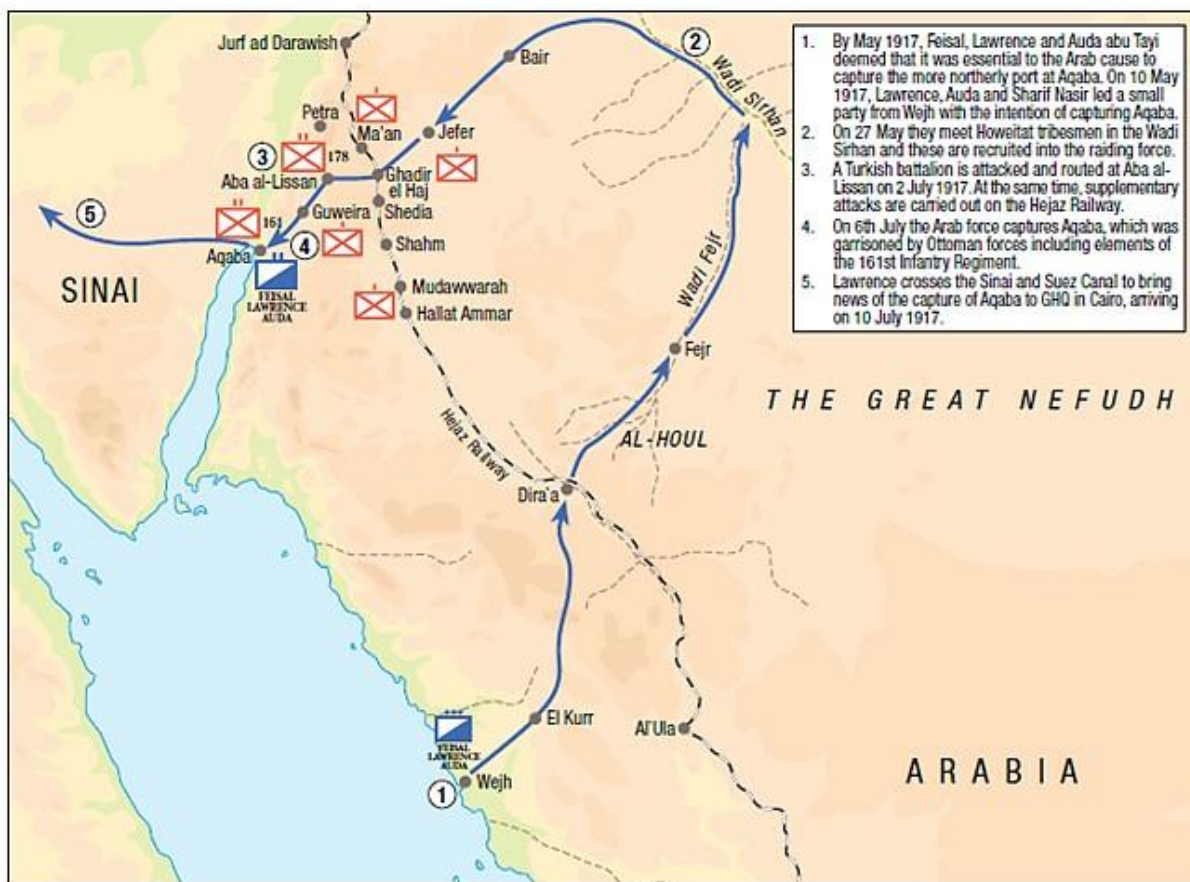 Jurf ad Darawish
Bair
2
Wadi Sirhan
Petra
Ma'an
Jefer
3
178
Aba al-Lissan
Ghadir
el Haj
Guweira
Shedia
5
161
4
Aqaba
Shahm
SINAI
FEISAL
LAWRENCE
AUDA
Mudawwarah
Hallat Ammar
Wadi Fejr
Fejr
THE GREAT NEFUDH
Hejaz Railway
AL-HOUL
Dira'a
FEISAL
LAWRENCE
AUDA
El Kurr
Al'Ula
ARABIA
1
Wejh
1. By May 1917, Feisal, Lawrence and Auda abu Tayi
deemed that it was essential to the Arab cause to
capture the more northerly port at Aqaba. On 10 May
1917, Lawrence, Auda and Sharif Nasir led a small
party from Wejh with the intention of capturing Aqaba.
2. On 27 May they meet Howeitat tribesmen in the Wadi
Sirhan and these are recruited into the raiding force.
3. A Turkish battalion is attacked and routed at Aba al-
Lissan on 2 July 1917. At the same time, supplementary
attacks are carried out on the Hejaz Railway.
4. On 6th July the Arab force captures Aqaba, which was
garrisoned by Ottoman forces including elements of
the 161st Infantry Regiment.
5. Lawrence crosses the Sinai and Suez Canal to bring
news of the capture of Aqaba to GHQ in Cairo, arriving
on 10 July 1917.